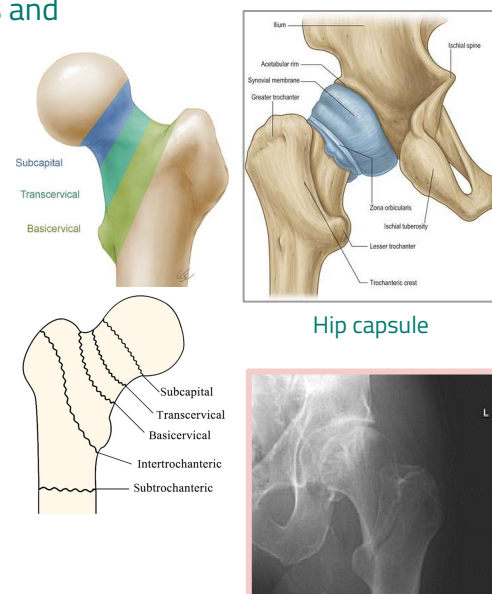 s and
Subcapital
Transcervical
Basicervical
Ilium
Acetabular rim
Synovial membrane
Greater trochanter
Ischial spine
Zona orbicularis
Ischial tuberosity
Lesser trochanter
Trochanteric crest
Hip capsule
Subcapital
Transcervical
Basicervical
Intertrochanteric
Subtrochanteric
L